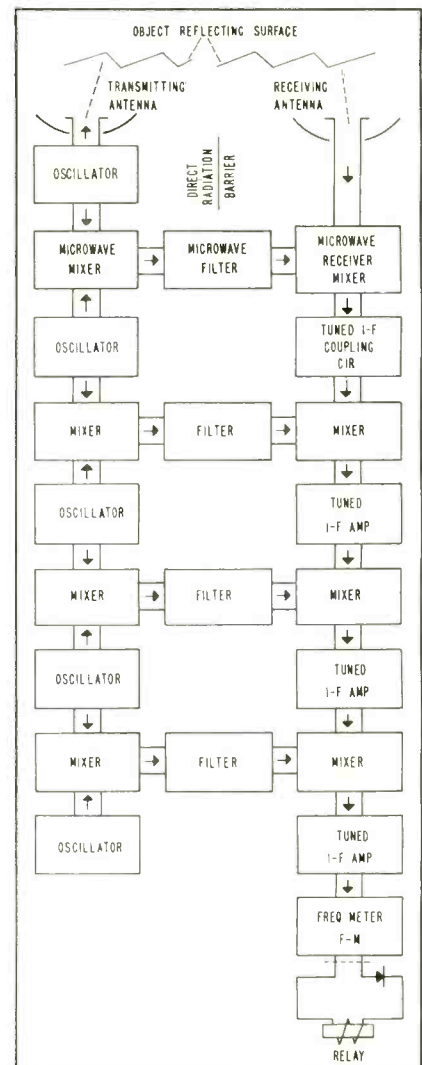 OBJECT REFLECTING SURFACE
TRANSMITTING
ANTENNA
RECEIVING
ANTENNA
OSCILLATOR
DIRECT
RADIATION
BARRIER
MICROWAVE
MIXER
MICROWAVE
FILTER
MICROWAVE
RECEIVER
MIXER
OSCILLATOR
TUNED I-F
COUPLING
CIR
MIXER
FILTER
MIXER
OSCILLATOR
TUNED
I-F AMP
MIXER
FILTER
MIXER
OSCILLATOR
TUNED
I-F AMP
MIXER
FILTER
MIXER
OSCILLATOR
TUNED
I-F AMP
FREQ METER
F-M
RELAY